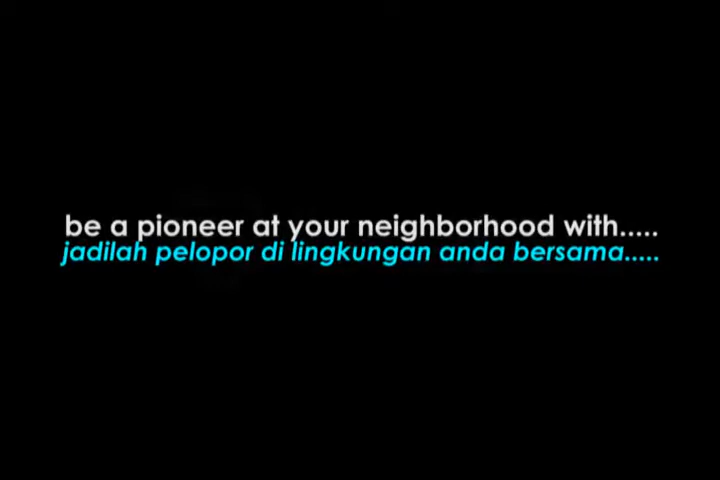 be a pioneer at your neighborhood with.....
jadilah pelopor di lingkungan anda bersama.....